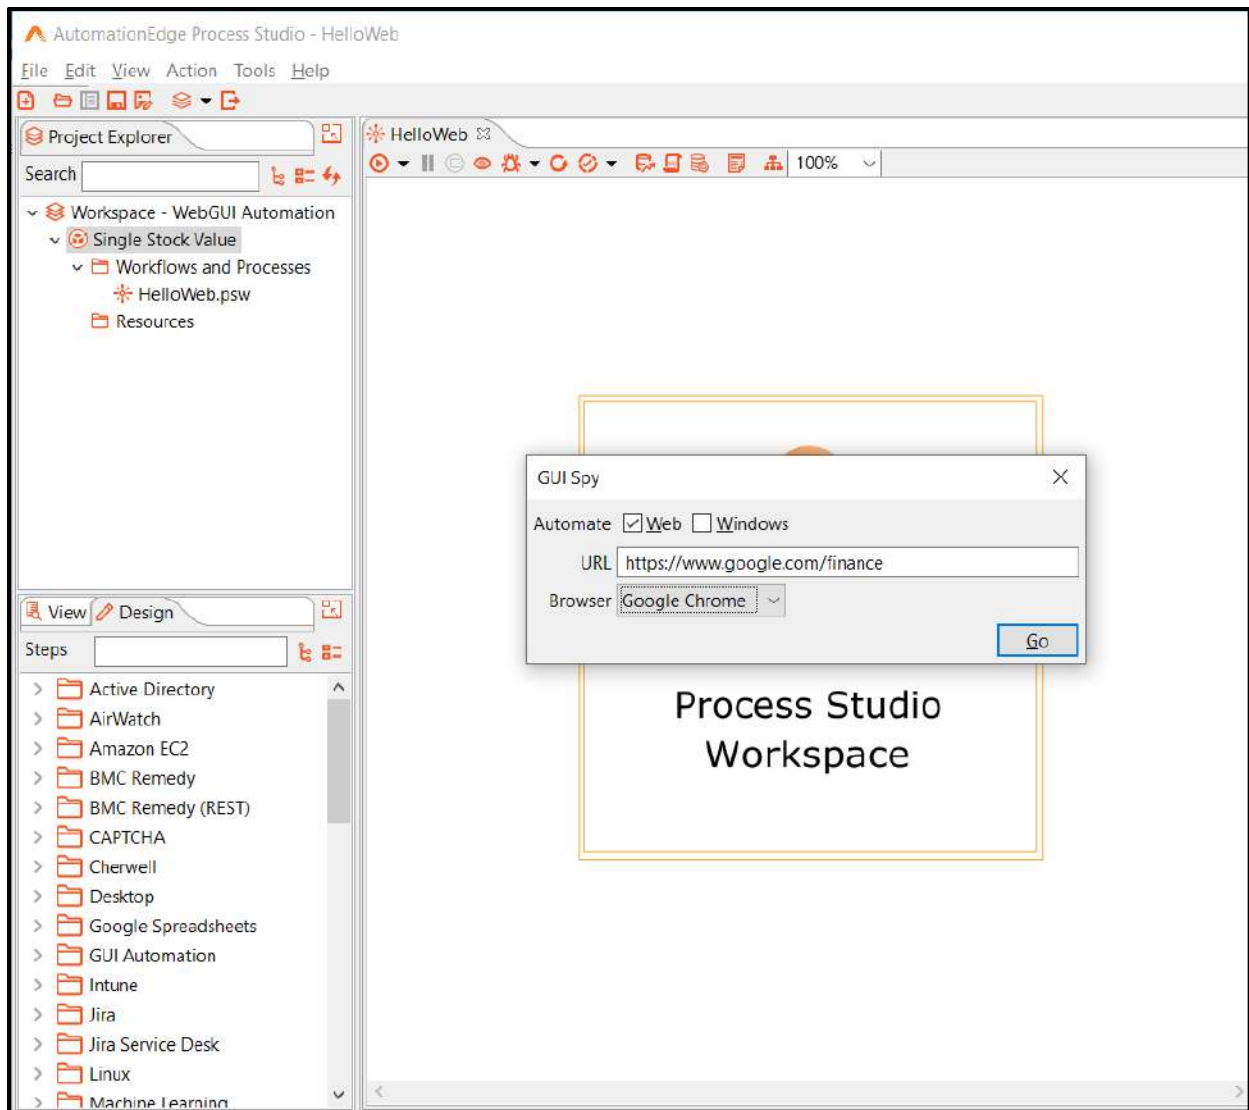 AutomationEdge Process Studio - HelloWeb
File Edit View Action Tools Help
Project Explorer
Search
Workspace - WebGUI Automation
Single Stock Value
Workflows and Processes
HelloWeb.psw
Resources
HelloWeb
100%
GUI Spy
Automate Web Windows
URL https://www.google.com/finance
Browser Google Chrome
Go
Process Studio
Workspace
View Design
Steps
Active Directory
AirWatch
Amazon EC2
BMC Remedy
BMC Remedy (REST)
CAPTCHA
Cherwell
Desktop
Google Spreadsheets
GUI Automation
Intune
Jira
Jira Service Desk
Linux
Machine Learning